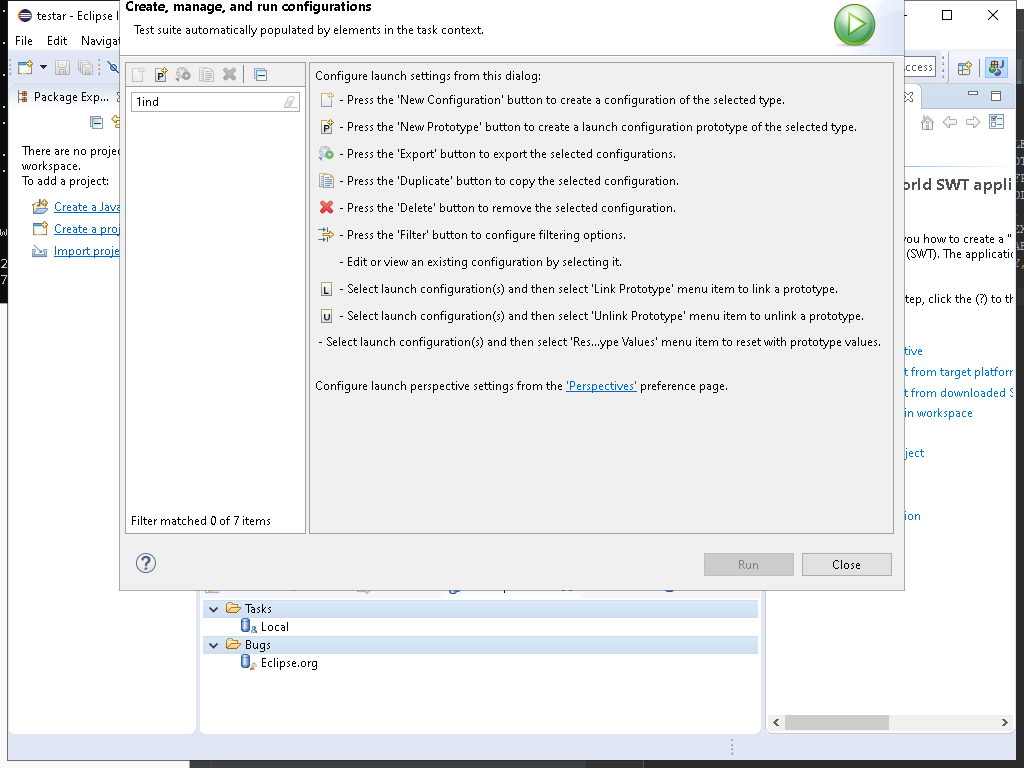 testar - Eclipse I
File Edit Navigat
Create, manage, and run configurations
Test suite automatically populated by elements in the task context.
Package Exp...
There are no projec
workspace.
To add a project:
Create a Java
Create a proj
Import proje
1ind
Filter matched 0 of 7 items
Configure launch settings from this dialog:
- Press the 'New Configuration' button to create a configuration of the selected type.
- Press the 'New Prototype' button to create a launch configuration prototype of the selected type.
- Press the 'Export' button to export the selected configurations.
- Press the 'Duplicate' button to copy the selected configuration.
- Press the 'Delete' button to remove the selected configuration.
- Press the 'Filter' button to configure filtering options.
- Edit or view an existing configuration by selecting it.
L - Select launch configuration(s) and then select 'Link Prototype' menu item to link a prototype.
U - Select launch configuration(s) and then select 'Unlink Prototype' menu item to unlink a prototype.
- Select launch configuration(s) and then select 'Res...ype Values' menu item to reset with prototype values.
Configure launch perspective settings from the 'Perspectives' preference page.
Run
Close
ccess
orld SWT appli
you how to create a "
(SWT). The applicatio
tep, click the (?) to th
tive
t from target platforn
t from downloaded S
in workspace
ject
ion
Tasks
Local
Bugs
Eclipse.org